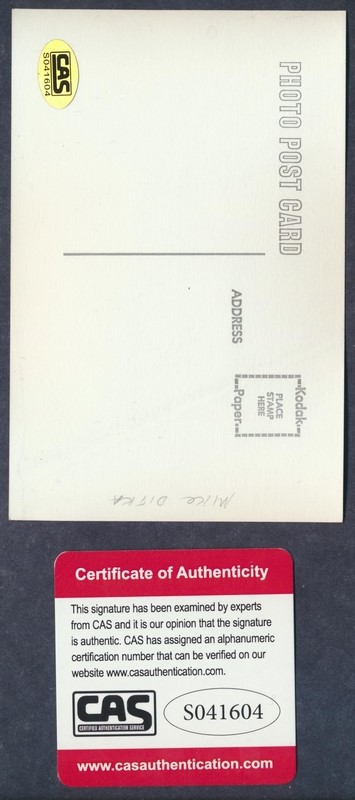 CAS
S041604
PHOTO POST CARD
ADDRESS
Kodak
PLACE
STAMP
HERE
Paper
MIKE DITKA
Certificate of Authenticity
This signature has been examined by experts
from CAS and it is our opinion that the signature
is authentic. CAS has assigned an alphanumeric
certification number that can be verified on our
website www.casauthentication.com.
CAS
CERTIFIED AUTHENTICATION SERVICE
S041604
www.casauthentication.com